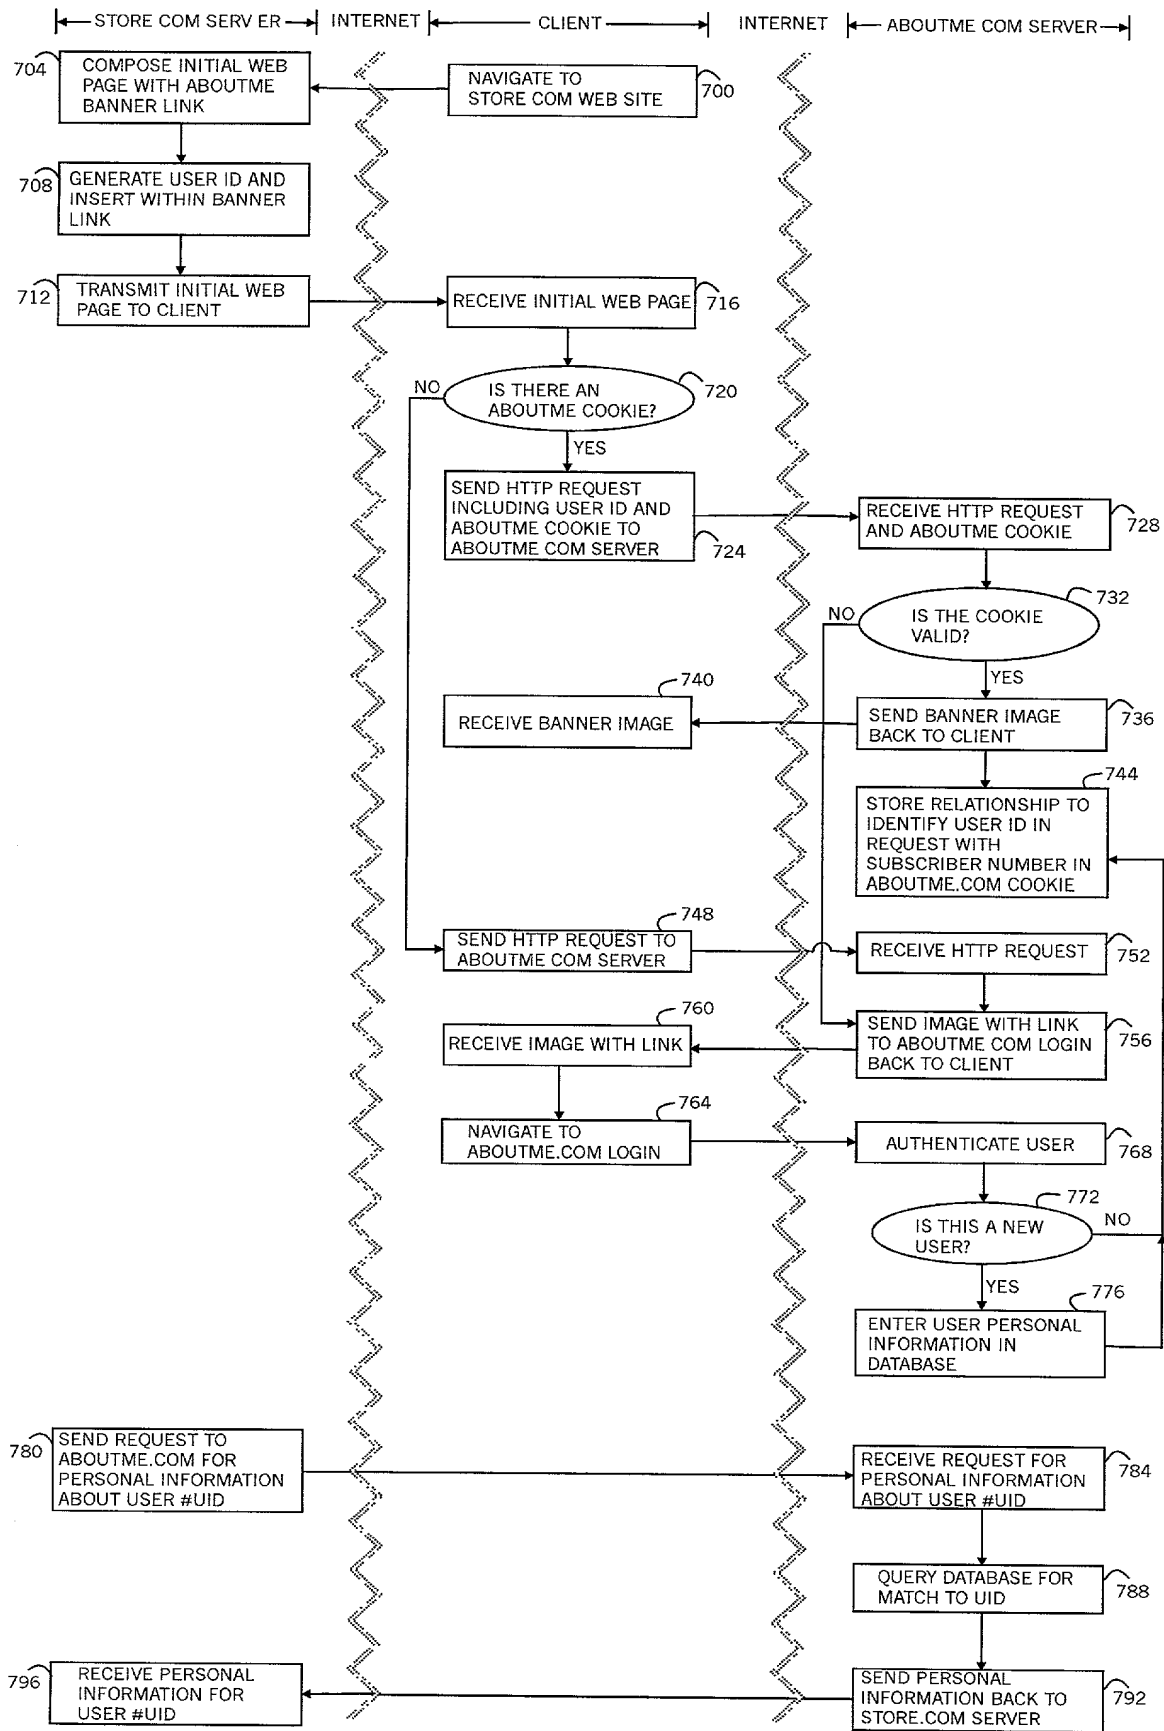 STORE COM SERV ER
INTERNET
CLIENT
INTERNET
ABOUTME COM SERVER
704
COMPOSE INITIAL WEB
PAGE WITH ABOUTME
BANNER LINK
NAVIGATE TO
STORE COM WEB SITE
700
708
GENERATE USER ID AND
INSERT WITHIN BANNER
LINK
712
TRANSMIT INITIAL WEB
PAGE TO CLIENT
RECEIVE INITIAL WEB PAGE
716
NO
IS THERE AN
ABOUTME COOKIE?
720
YES
SEND HTTP REQUEST
INCLUDING USER ID AND
ABOUTME COOKIE TO
ABOUTME COM SERVER
724
RECEIVE HTTP REQUEST
AND ABOUTME COOKIE
728
NO
IS THE COOKIE
VALID?
732
YES
740
RECEIVE BANNER IMAGE
SEND BANNER IMAGE
BACK TO CLIENT
736
744
STORE RELATIONSHIP TO
IDENTIFY USER ID IN
REQUEST WITH
SUBSCRIBER NUMBER IN
ABOUTME.COM COOKIE
748
SEND HTTP REQUEST TO
ABOUTME COM SERVER
RECEIVE HTTP REQUEST
752
760
RECEIVE IMAGE WITH LINK
SEND IMAGE WITH LINK
TO ABOUTME COM LOGIN
BACK TO CLIENT
756
764
NAVIGATE TO
ABOUTME.COM LOGIN
AUTHENTICATE USER
768
772
IS THIS A NEW
USER?
NO
YES
776
ENTER USER PERSONAL
INFORMATION IN
DATABASE
780
SEND REQUEST TO
ABOUTME.COM FOR
PERSONAL INFORMATION
ABOUT USER #UID
RECEIVE REQUEST FOR
PERSONAL INFORMATION
ABOUT USER #UID
784
QUERY DATABASE FOR
MATCH TO UID
788
796
RECEIVE PERSONAL
INFORMATION FOR
USER #UID
SEND PERSONAL
INFORMATION BACK TO
STORE.COM SERVER
792